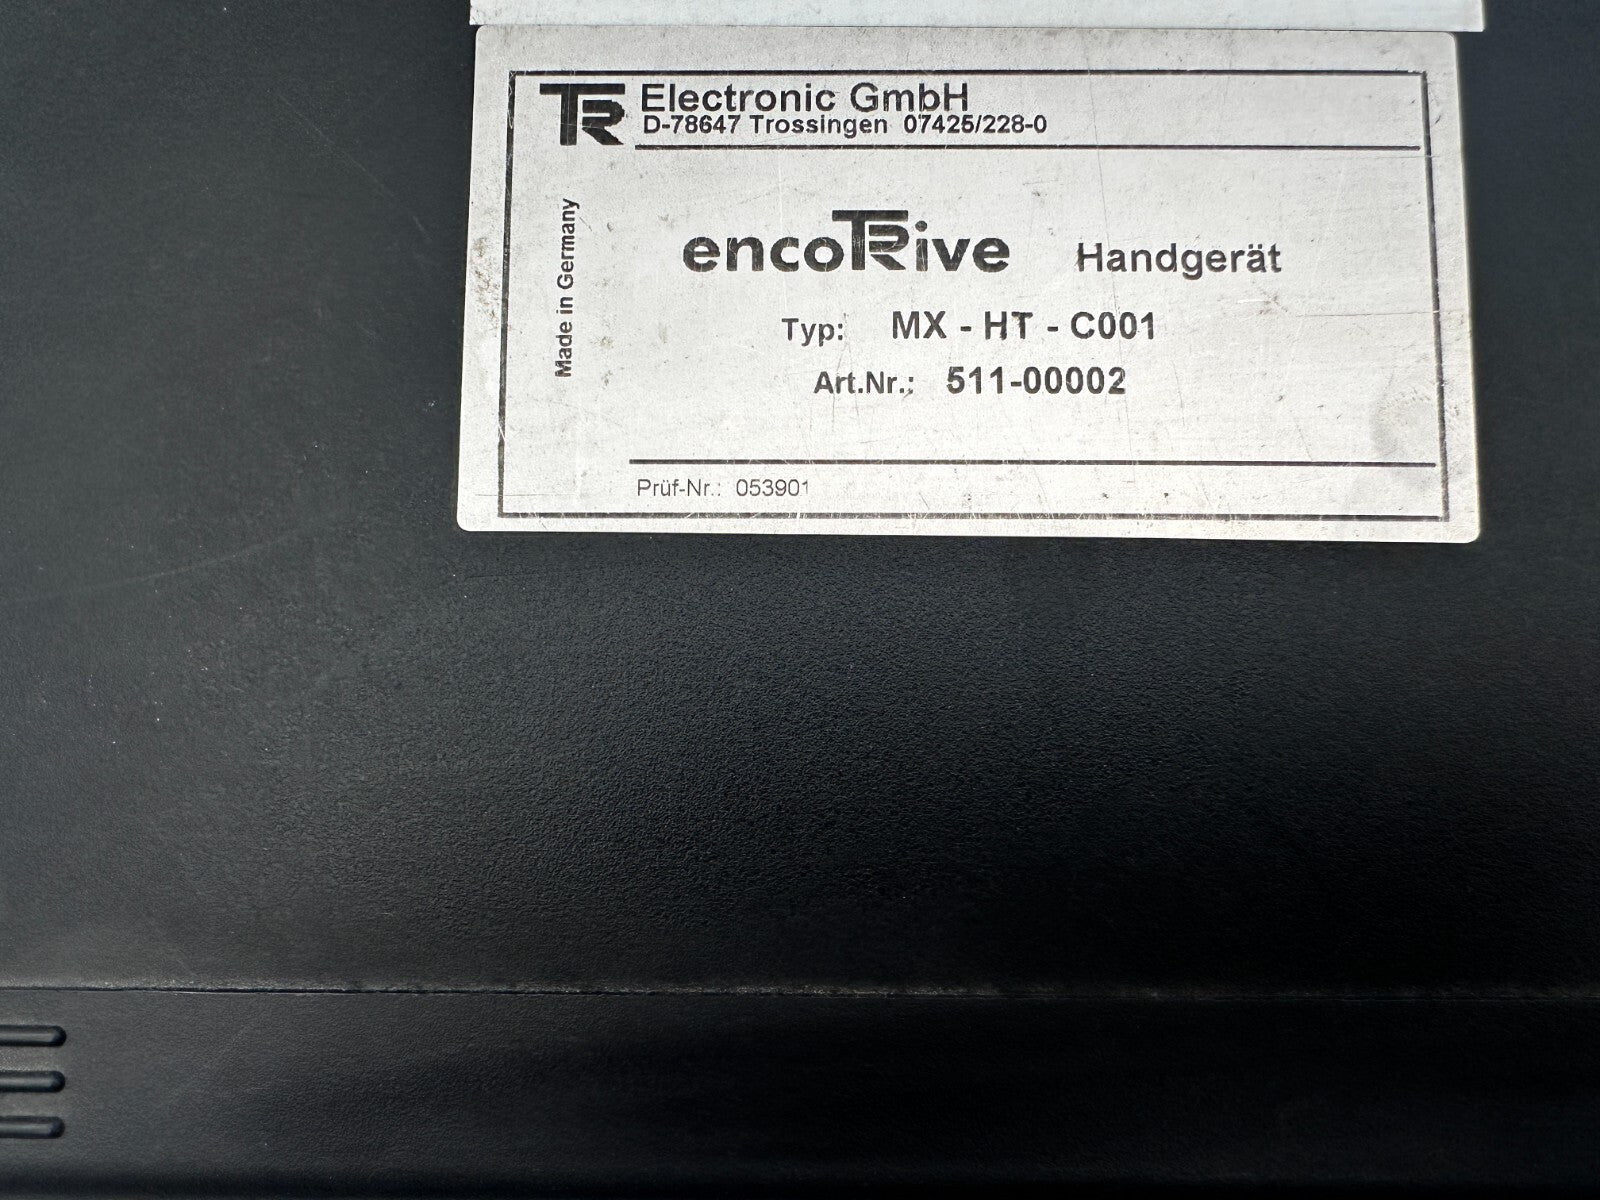 TR Electronic GmbH
D-78647 Trossingen 07425/228-0
Made in Germany
encoTRive Handgerät
Typ: MX - HT - C001
Art.Nr.: 511-00002
Prüf-Nr.: 053901